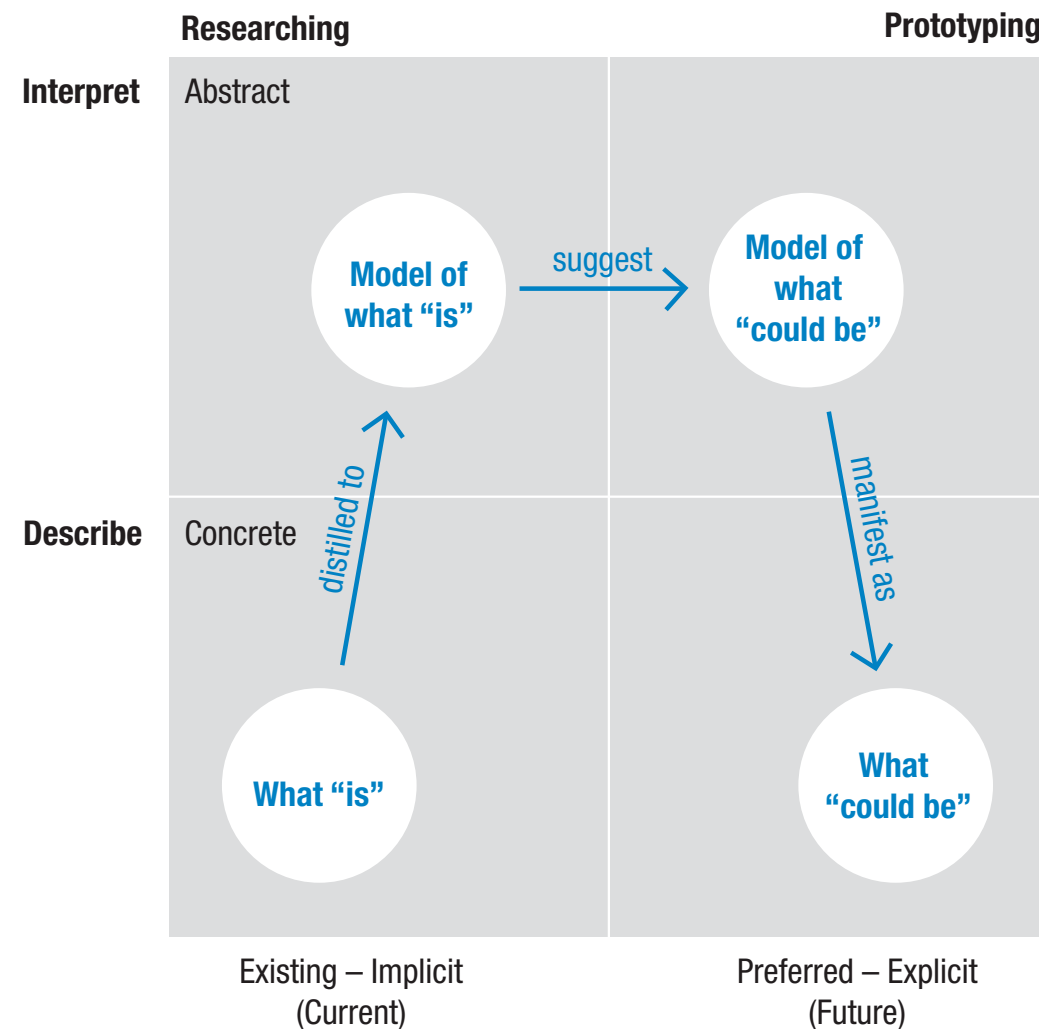 Researching
Prototyping
Interpret
Abstract
Model of
what “is”
suggest
Model of
what
“could be”
distilled to
manifest as
Describe
Concrete
What “is”
What
“could be”
Existing – Implicit
(Current)
Preferred – Explicit
(Future)